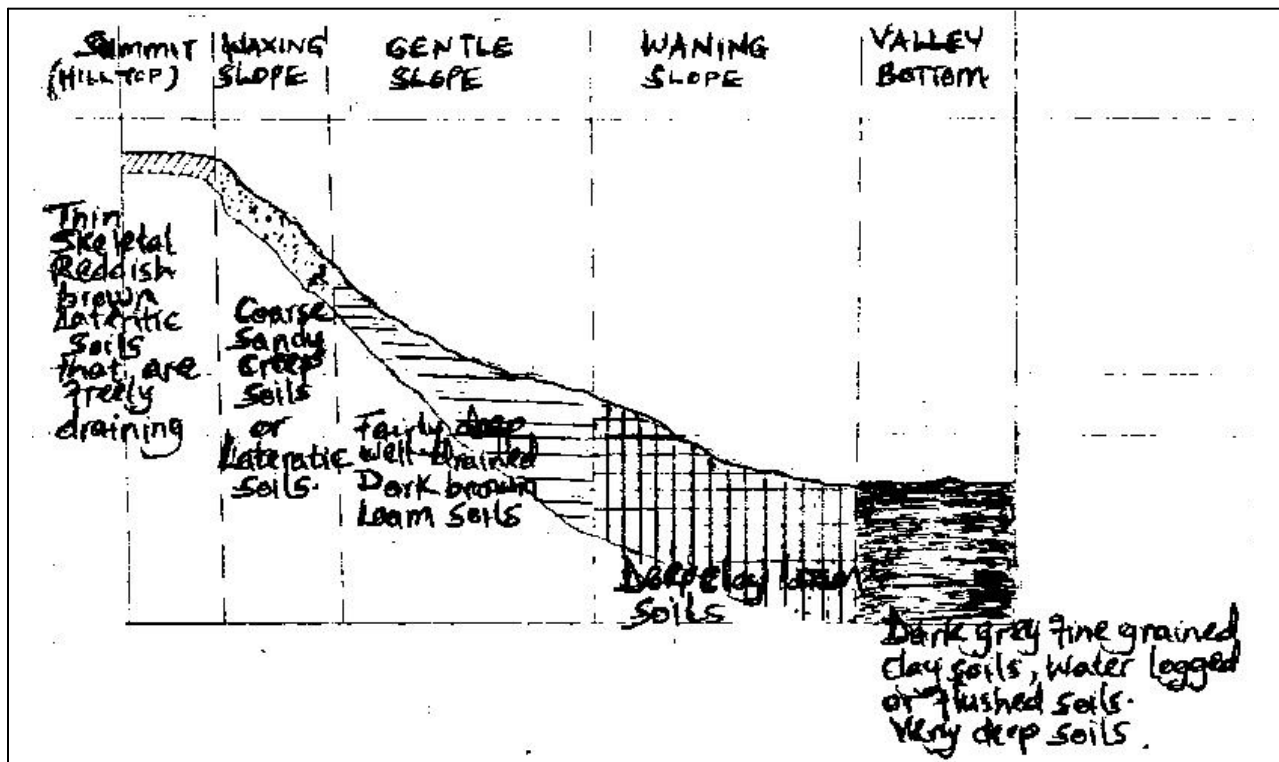 SUMMIT
(HILLTOP)
WAXING
SLOPE
GENTLE
SLOPE
WANING
SLOPE
VALLEY
BOTTOM
Thin
Skeletal
Reddish
brown
Lateritic
Soils
that are
freely
draining
Coarse
Sandy
Creep
Soils
or
Lateratic
Soils.
Fairly deep
well-drained
Dark brown
Loam Soils
Deep clay loam
Soils
Dark grey fine grained
clay soils, water logged
or flushed soils.
Very deep soils.